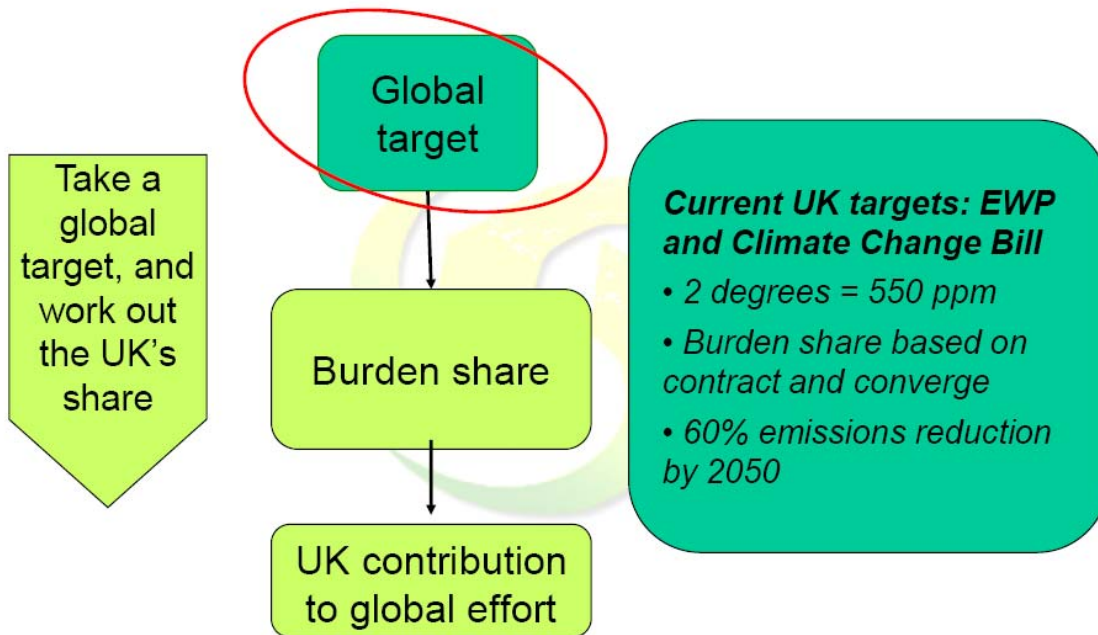 Global
target
Take a
global
target, and
work out
the UK's
share
Burden share
UK contribution
to global effort
Current UK targets: EWP
and Climate Change Bill
• 2 degrees = 550 ppm
• Burden share based on
contract and converge
• 60% emissions reduction
by 2050